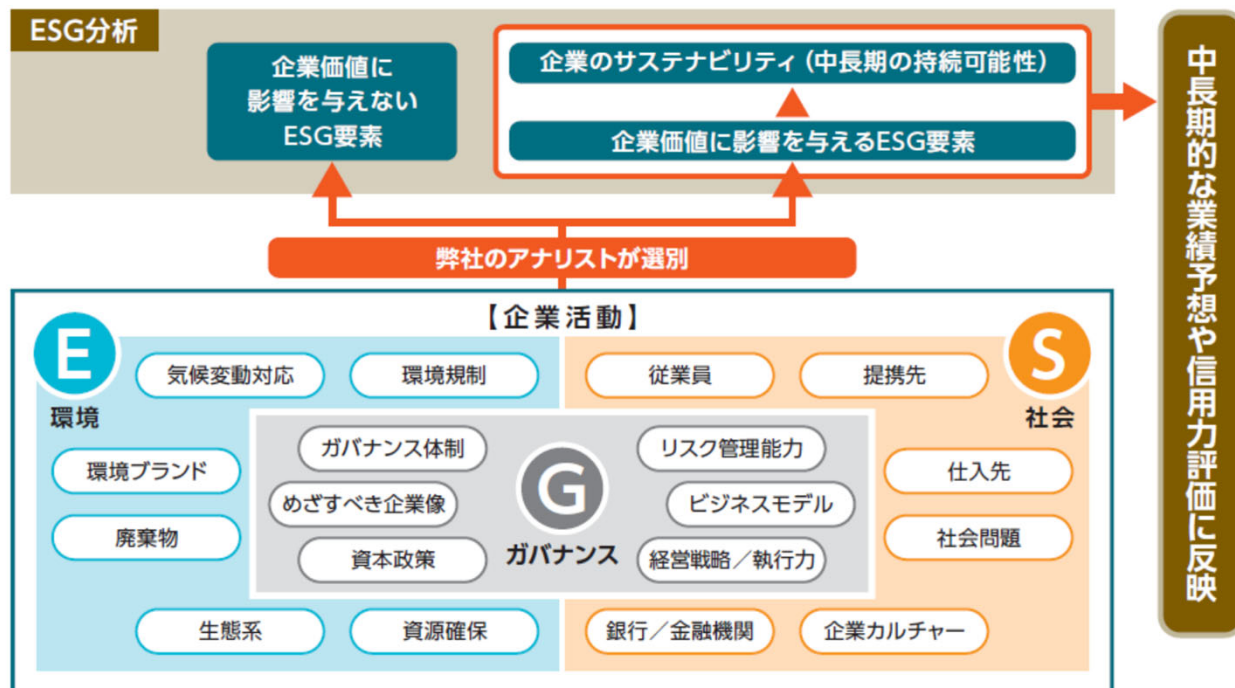 ESG分析
企業価値に
影響を与えない
ESG要素
企業のサステナビリティ（中長期の持続可能性）
企業価値に影響を与えるESG要素
中長期的な業績予想や信用力評価に反映
弊社のアナリストが選別
【企業活動】
E
環境
S
社会
気候変動対応
環境規制
従業員
提携先
環境ブランド
廃棄物
ガバナンス体制
めざすべき企業像
資本政策
G
ガバナンス
リスク管理能力
ビジネスモデル
経営戦略／執行力
仕入先
社会問題
生態系
資源確保
銀行／金融機関
企業カルチャー